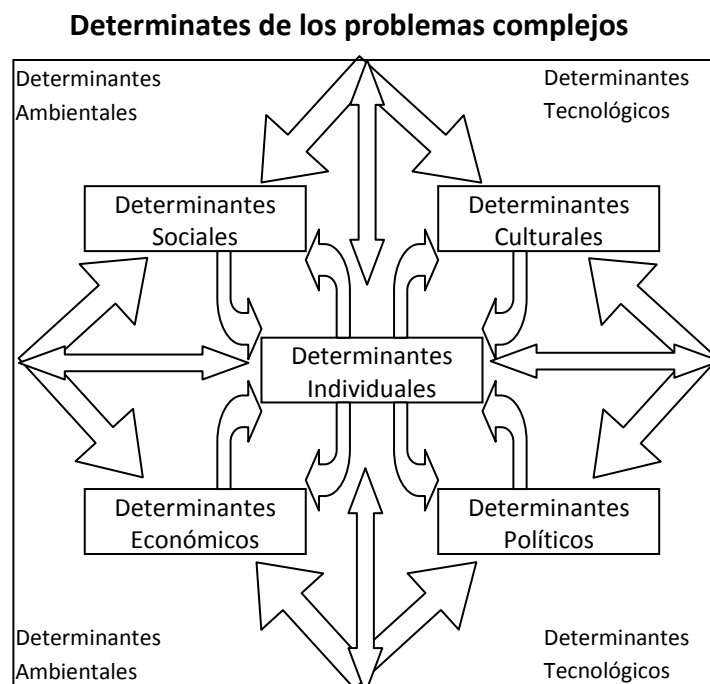 Determinates de los problemas complejos
Determinantes
Ambientales
Determinantes
Tecnológicos
Determinantes
Sociales
Determinantes
Culturales
Determinantes
Individuales
Determinantes
Económicos
Determinantes
Políticos
Determinantes
Ambientales
Determinantes
Tecnológicos